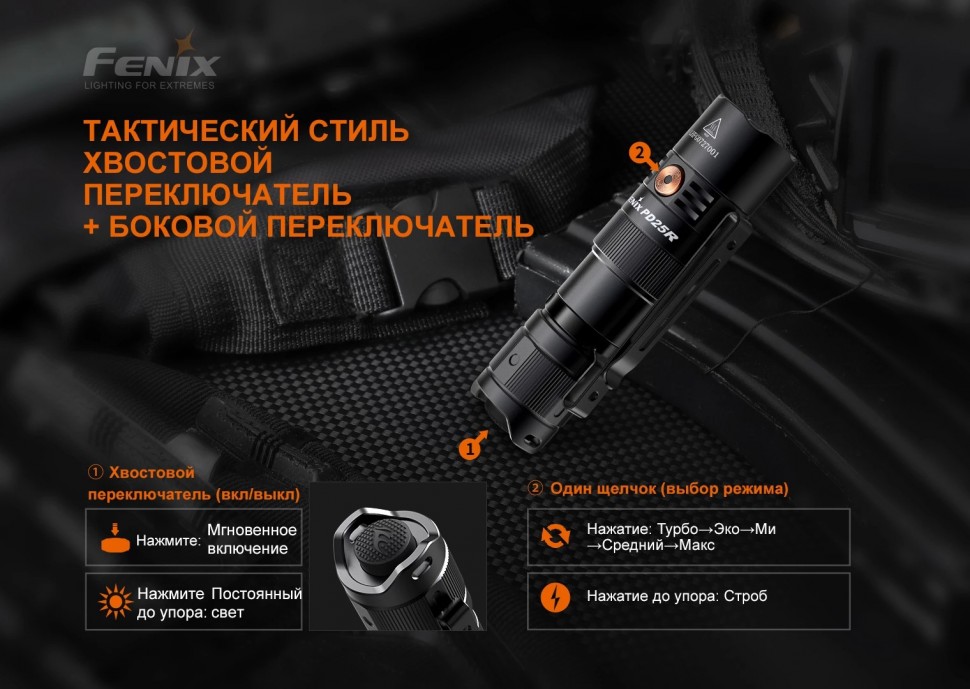 FENIX
LIGHTING FOR EXTREMES
ТАКТИЧЕСКИЙ СТИЛЬ
ХВОСТОВОЙ
ПЕРЕКЛЮЧАТЕЛЬ
+ БОКОВОЙ ПЕРЕКЛЮЧАТЕЛЬ
2
FENIX PD25R
1
① Хвостовой
переключатель (вкл/выкл)
Нажмите: Мгновенное
включение
Нажмите Постоянный
до упора: свет
② Один щелчок (выбор режима)
Нажатие: Турбо→Эко→Ми
→Средний→Макс
Нажатие до упора: Строб